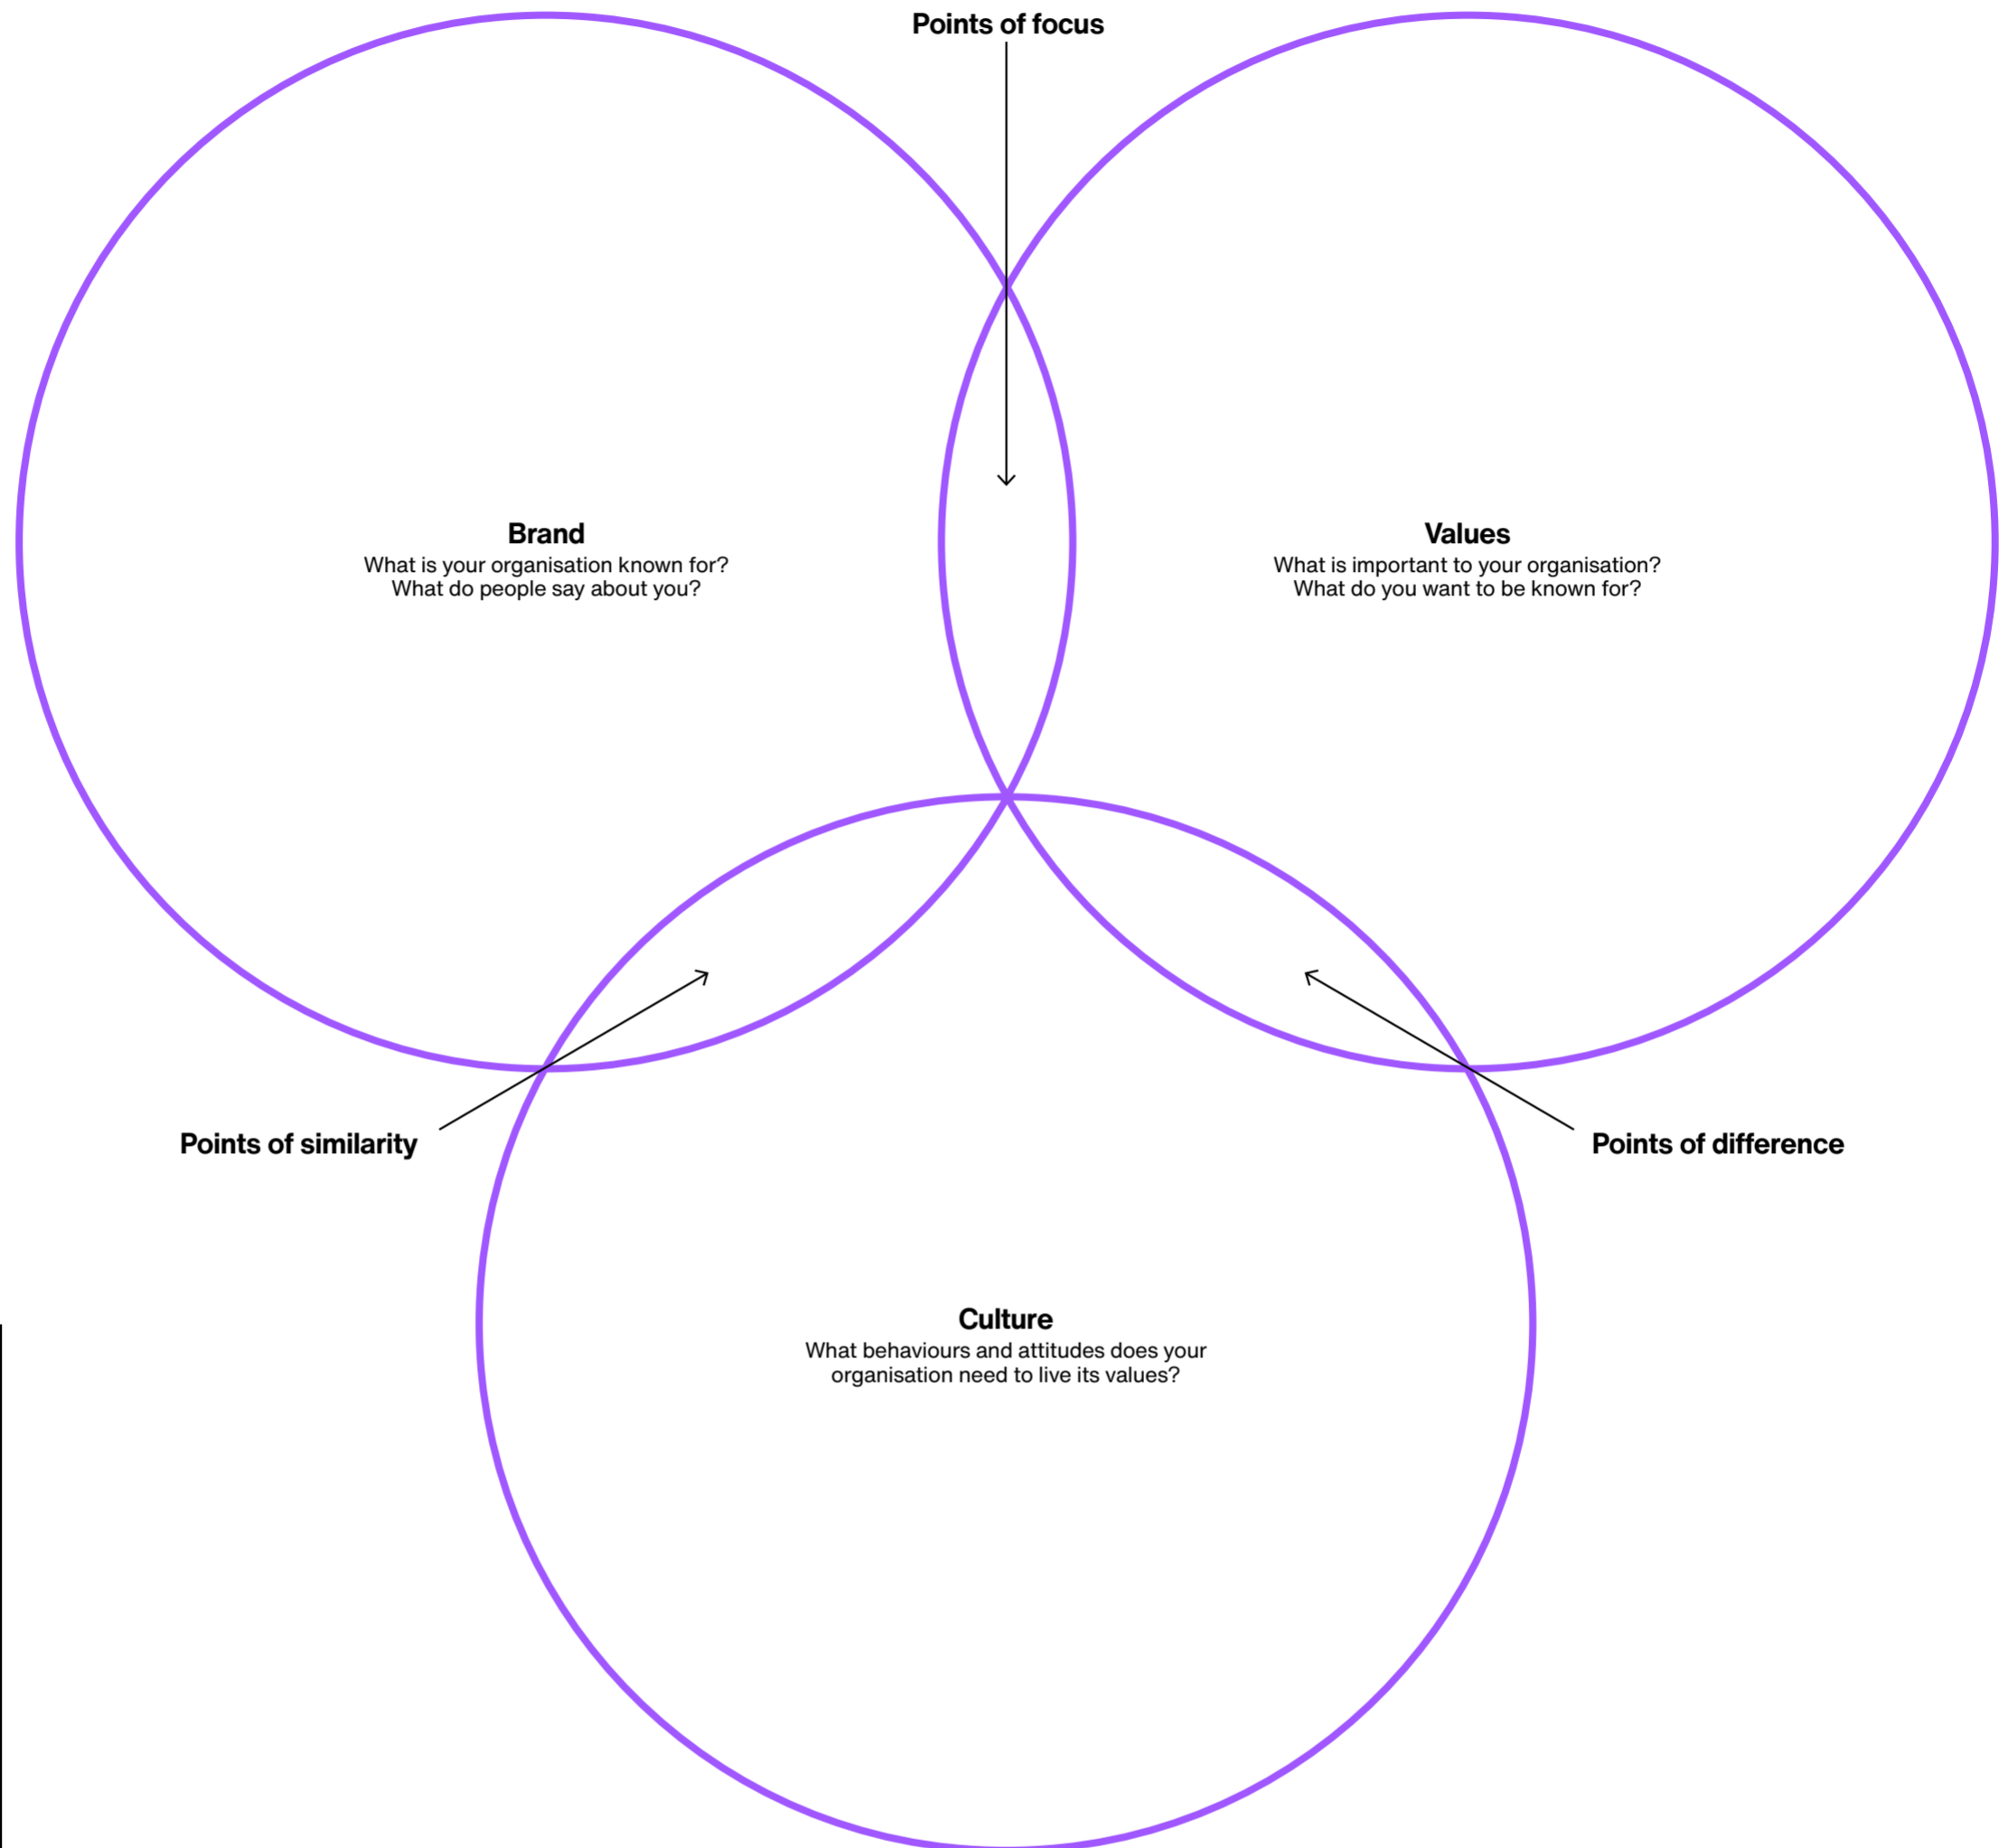 Points of focus
Brand
What is your organisation known for?
What do people say about you?
Values
What is important to your organisation?
What do you want to be known for?
Points of similarity
Points of difference
Culture
What behaviours and attitudes does your
organisation need to live its values?